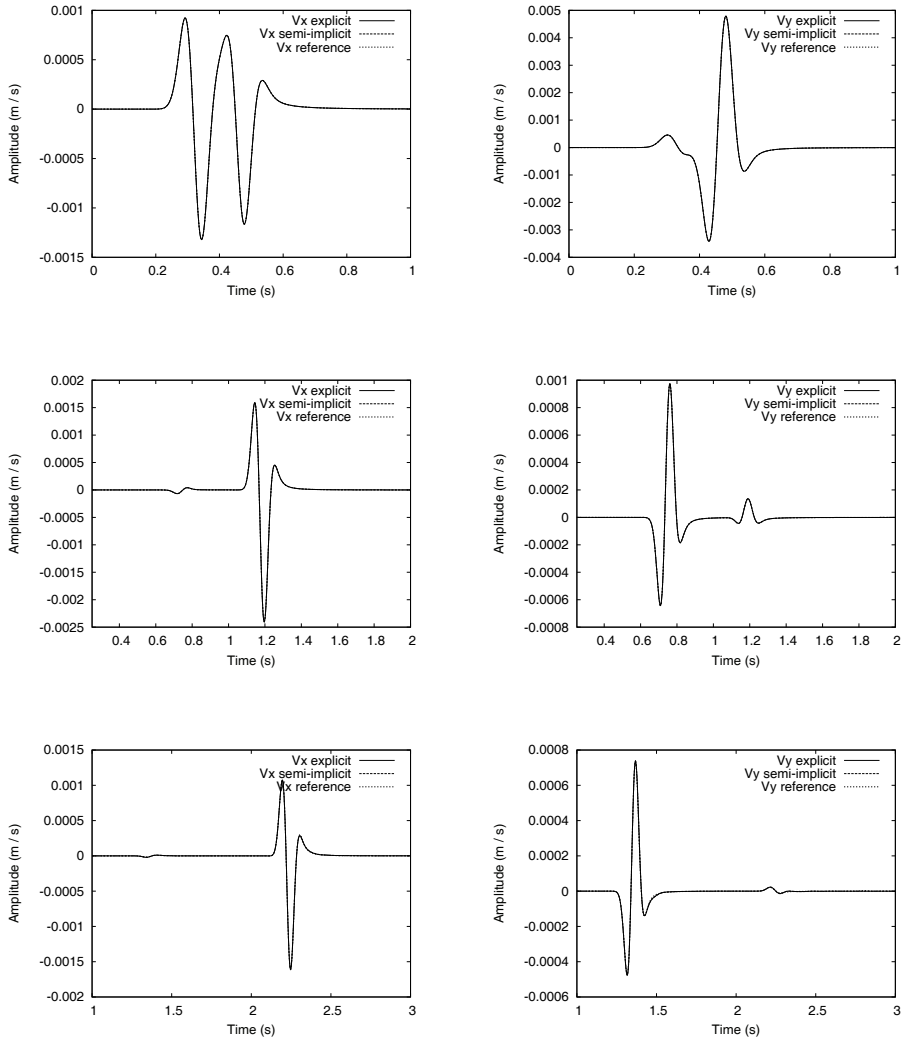 0.001
0.0005
0
-0.0005
-0.001
-0.0015
0 0.2 0.4 0.6 0.8 1
Amplitude (m / s)
Time (s)
Vx explicit
Vx semi-implicit
Vx reference
0.005
0.004
0.003
0.002
0.001
0
-0.001
-0.002
-0.003
-0.004
0 0.2 0.4 0.6 0.8 1
Amplitude (m / s)
Time (s)
Vy explicit
Vy semi-implicit
Vy reference
0.002
0.0015
0.001
0.0005
0
-0.0005
-0.001
-0.0015
-0.002
-0.0025
0.4 0.6 0.8 1 1.2 1.4 1.6 1.8 2
Amplitude (m / s)
Time (s)
Vx explicit
Vx semi-implicit
Vx reference
0.001
0.0008
0.0006
0.0004
0.0002
0
-0.0002
-0.0004
-0.0006
-0.0008
0.4 0.6 0.8 1 1.2 1.4 1.6 1.8 2
Amplitude (m / s)
Time (s)
Vy explicit
Vy semi-implicit
Vy reference
0.0015
0.001
0.0005
0
-0.0005
-0.001
-0.0015
-0.002
1 1.5 2 2.5 3
Amplitude (m / s)
Time (s)
Vx explicit
Vx semi-implicit
Vx reference
0.0008
0.0006
0.0004
0.0002
0
-0.0002
-0.0004
-0.0006
1 1.5 2 2.5 3
Amplitude (m / s)
Time (s)
Vy explicit
Vy semi-implicit
Vy reference